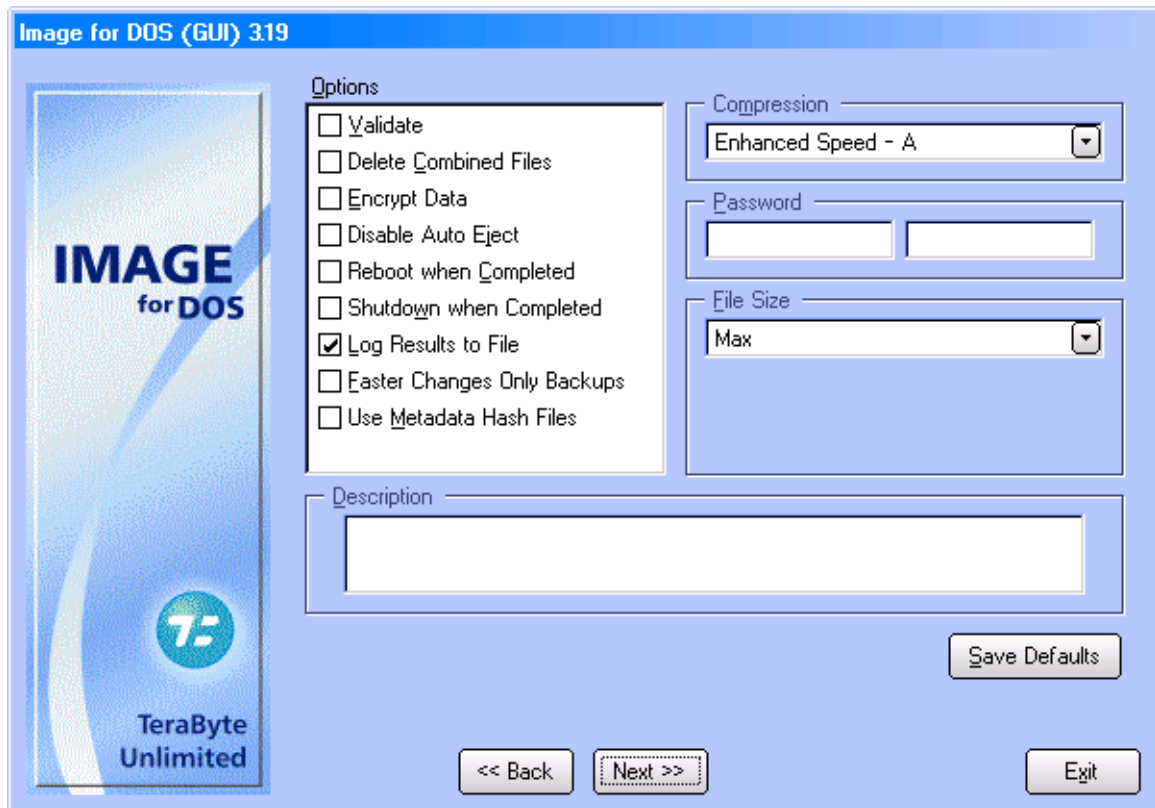 Image for DOS (GUI) 3.19
IMAGE
for DOS
TeraByte
Unlimited
Options
Validate
Delete Combined Files
Encrypt Data
Disable Auto Eject
Reboot when Completed
Shutdown when Completed
Log Results to File
Faster Changes Only Backups
Use Metadata Hash Files
Compression
Enhanced Speed - A
Password
File Size
Max
Description
Save Defaults
<< Back
Next >>
Exit